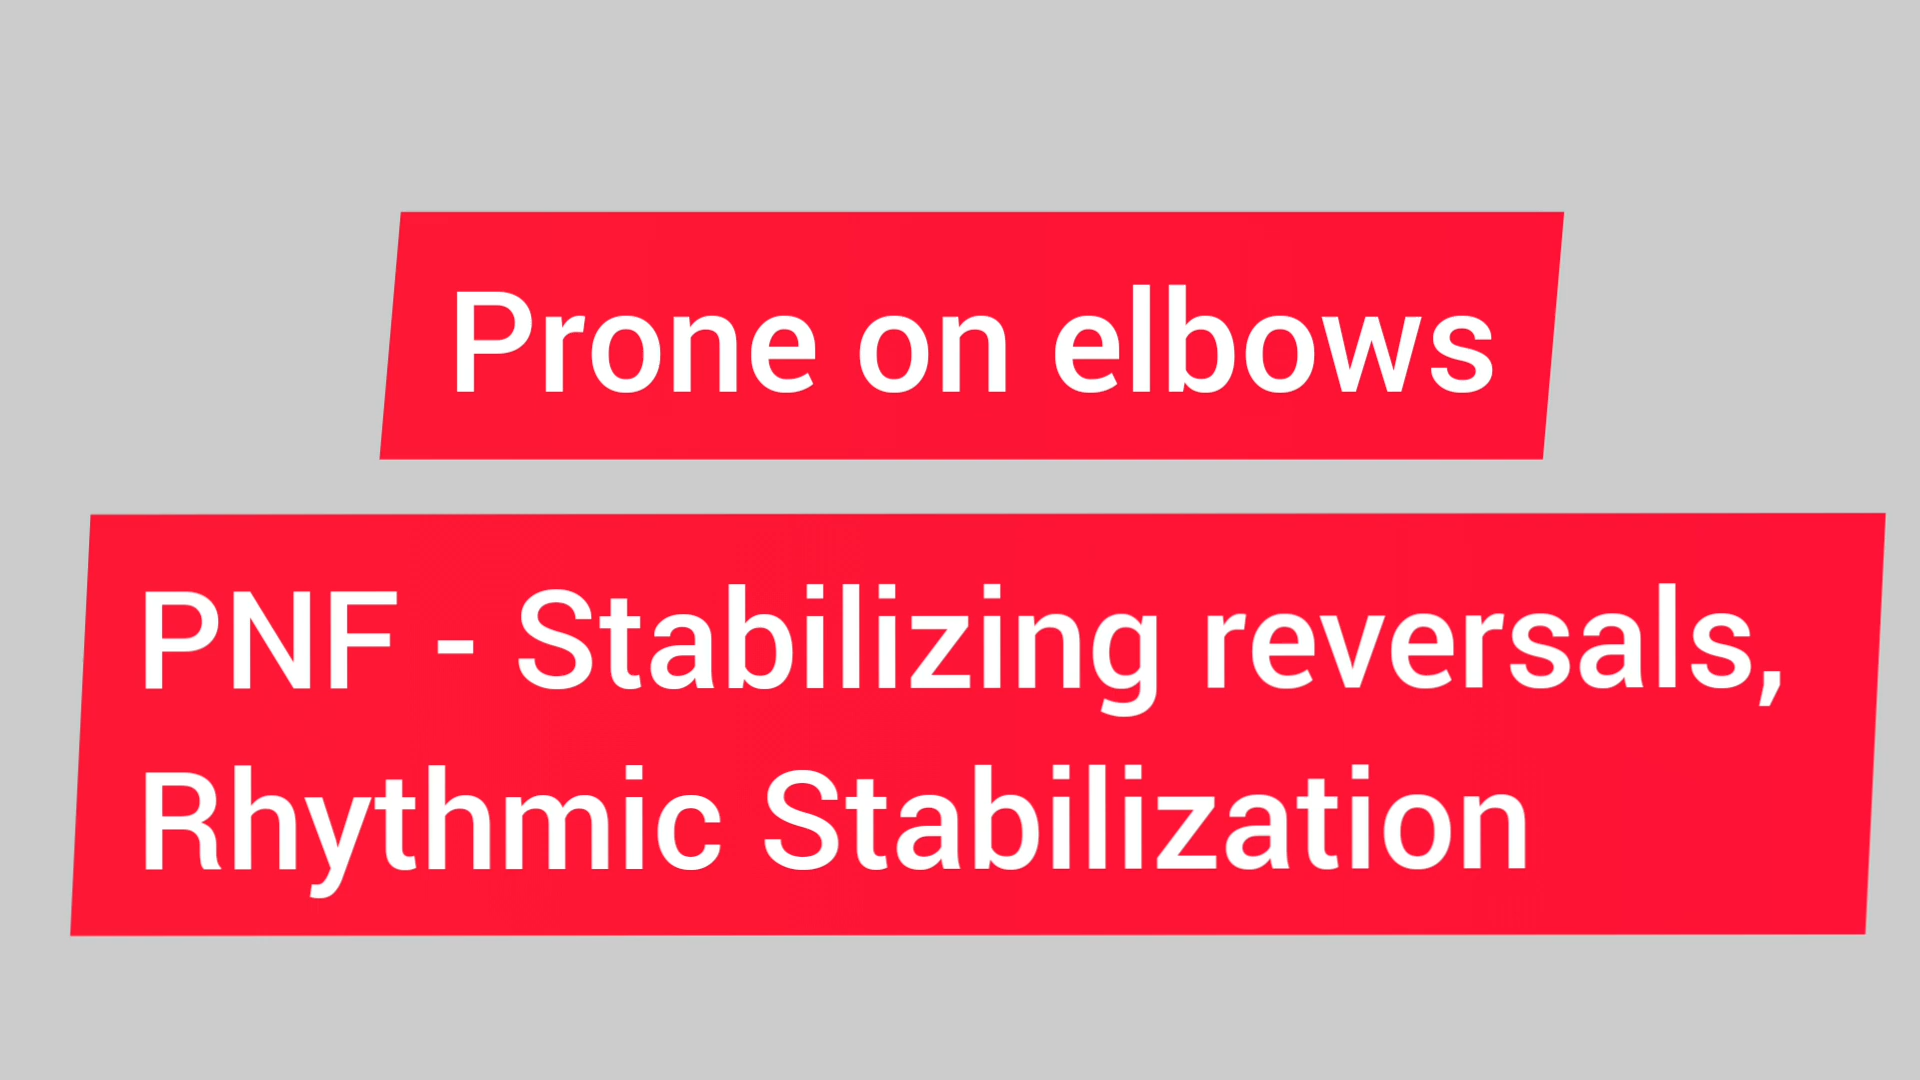 Prone on elbows
PNF - Stabilizing reversals,
Rhythmic Stabilization